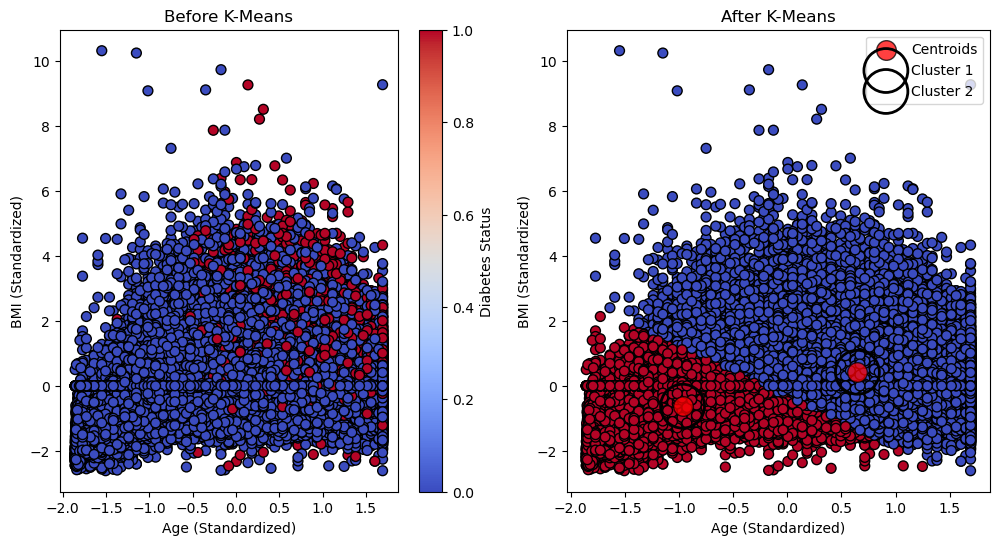 Before K-Means
10
8
6
4
2
0
−2
BMI (Standardized)
−2.0 −1.5 −1.0 −0.5 0.0 0.5 1.0 1.5
Age (Standardized)
1.0
0.8
0.6
0.4
0.2
0.0
Diabetes Status
After K-Means
Centroids
Cluster 1
Cluster 2
10
8
6
4
2
0
−2
BMI (Standardized)
−2.0 −1.5 −1.0 −0.5 0.0 0.5 1.0 1.5
Age (Standardized)